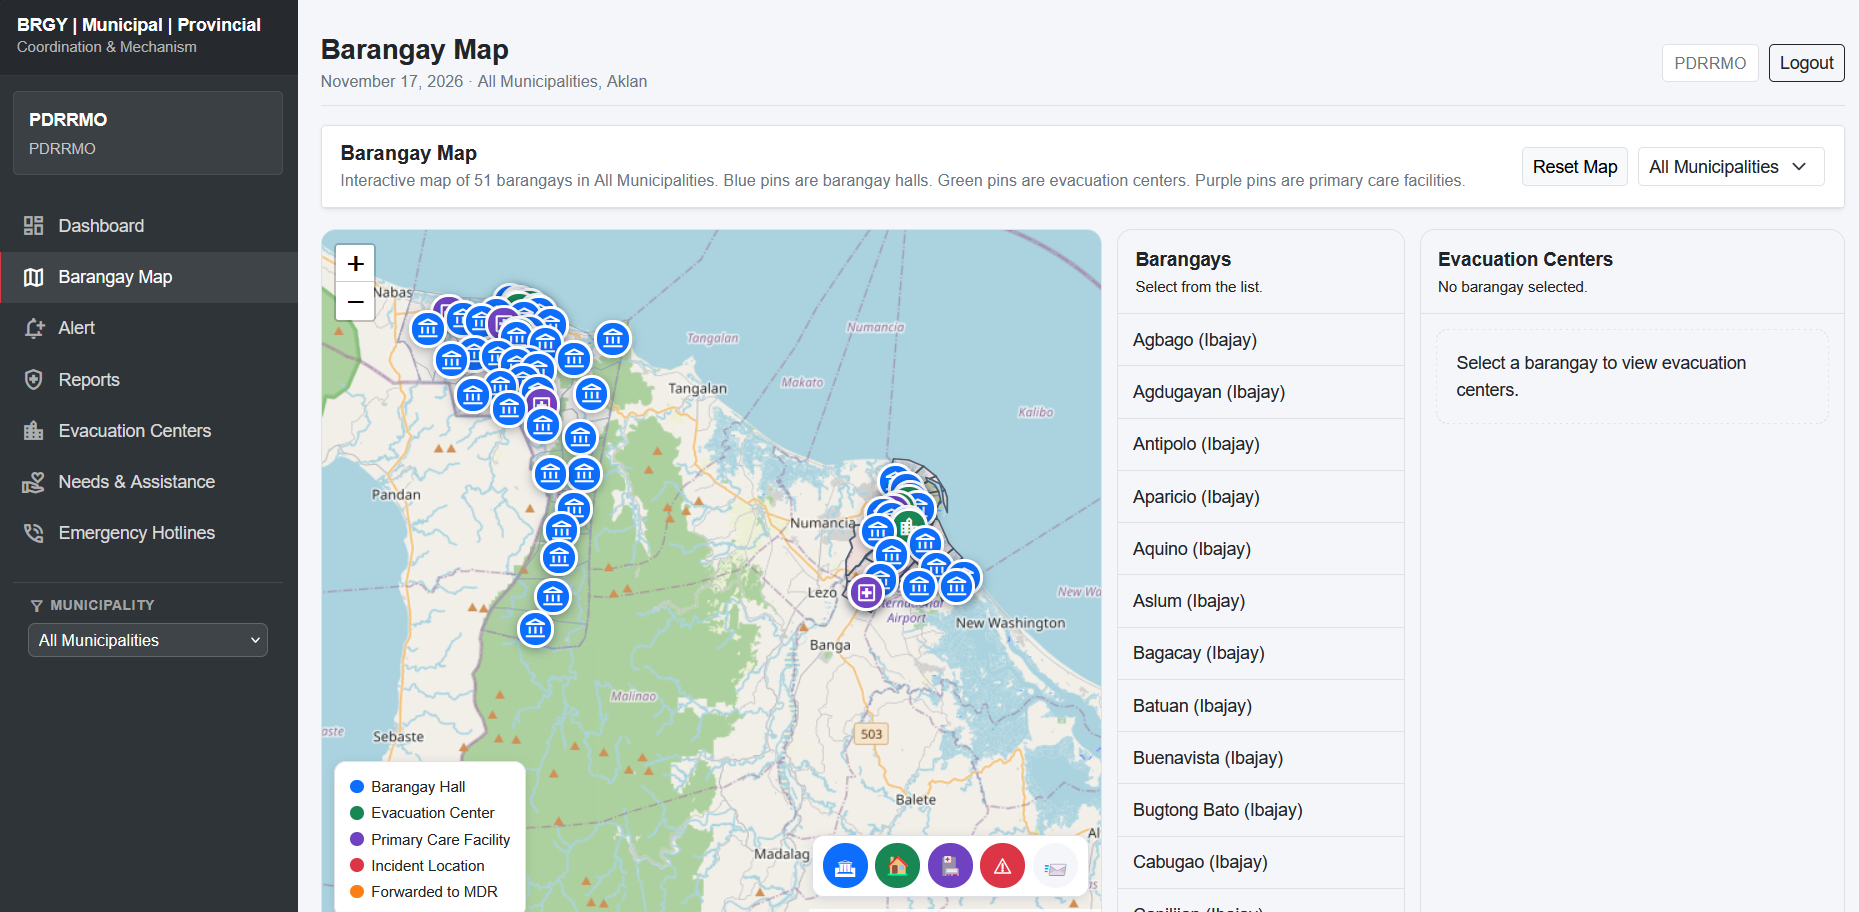 BRGY | Municipal | Provincial
Coordination & Mechanism
PDRRMO
PDRRMO
Dashboard
Barangay Map
Alert
Reports
Evacuation Centers
Needs & Assistance
Emergency Hotlines
MUNICIPALITY
All Municipalities
Barangay Map
November 17, 2026 · All Municipalities, Aklan
PDRRMO
Logout
Barangay Map
Interactive map of 51 barangays in All Municipalities. Blue pins are barangay halls. Green pins are evacuation centers. Purple pins are primary care facilities.
Reset Map
All Municipalities
+
−
Nabas
Tangalan
Numancia
Makato
Tangalan
Kalibo
Pandan
Numancia
Lezo
International
Airport
New Wa
New Washington
Banga
Malinao
aste
Sebaste
503
Balete
Madalag
Al
Barangay Hall
Evacuation Center
Primary Care Facility
Incident Location
Forwarded to MDR
Barangays
Select from the list.
Agbago (Ibajay)
Agdugayan (Ibajay)
Antipolo (Ibajay)
Aparicio (Ibajay)
Aquino (Ibajay)
Aslum (Ibajay)
Bagacay (Ibajay)
Batuan (Ibajay)
Buenavista (Ibajay)
Bugtong Bato (Ibajay)
Cabugao (Ibajay)
Evacuation Centers
No barangay selected.
Select a barangay to view evacuation
centers.